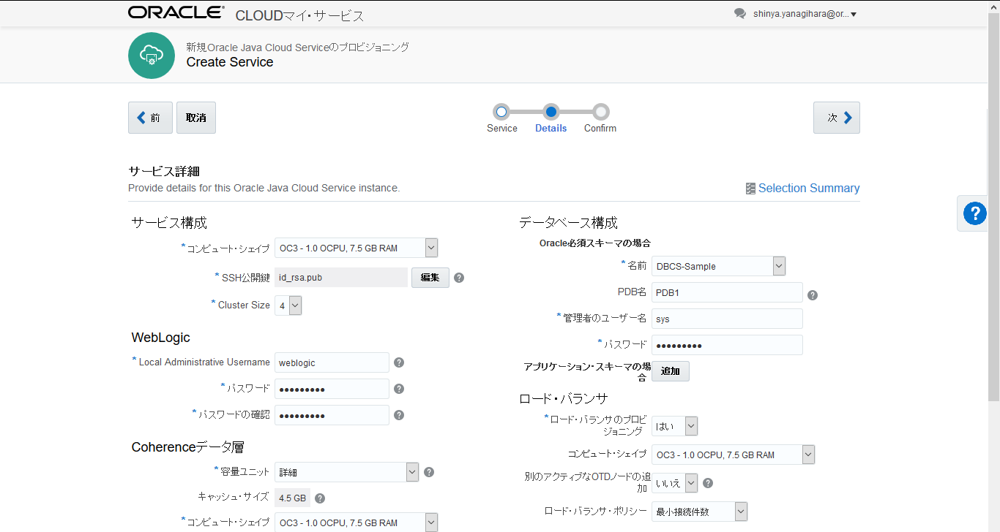 ORACLE® CLOUDマイ・サービス
shinya.yanagihara@or...
新規Oracle Java Cloud Serviceのプロビジョニング
Create Service
前
取消
Service
Details
Confirm
次
サービス詳細
Provide details for this Oracle Java Cloud Service instance.
Selection Summary
?
サービス構成
*コンピュート・シェイプ OC3 - 1.0 OCPU, 7.5 GB RAM
*SSH公開鍵 id_rsa.pub 編集 ?
*Cluster Size 4
WebLogic
*Local Administrative Username weblogic ?
*パスワード ●●●●●●●●● ?
*パスワードの確認 ●●●●●●●●● ?
Coherenceデータ層
*容量ユニット 詳細 ?
キャッシュ・サイズ 4.5 GB ?
*コンピュート・シェイプ OC3 - 1.0 OCPU, 7.5 GB RAM
データベース構成
Oracle必須スキーマの場合
*名前 DBCS-Sample
PDB名 PDB1 ?
*管理者のユーザー名 sys
*パスワード ●●●●●●●●●
アプリケーション・スキーマの場
合
追加
ロード・バランサ
*ロード・バランサのプロビ
ジョニング
はい
コンピュート・シェイプ OC3 - 1.0 OCPU, 7.5 GB RAM
別のアクティブなOTDノードの追
加
いいえ ?
ロード・バランサ・ポリシー 最小接続件数